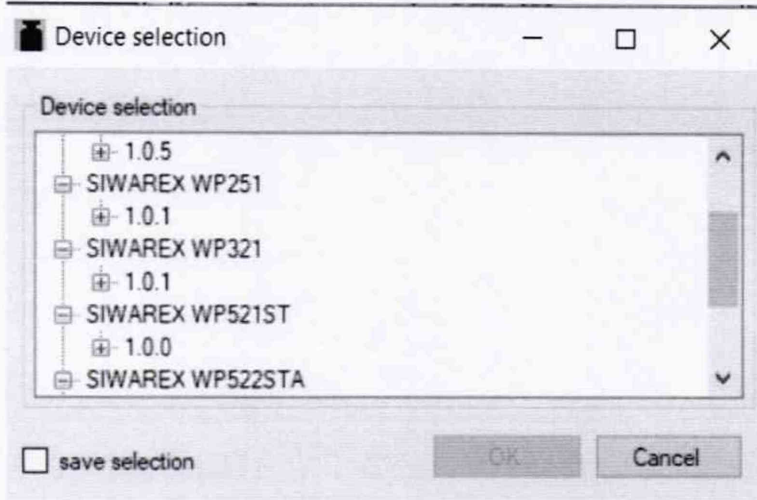 Device selection
Device selection
1.0.5
SIWAREX WP251
1.0.1
SIWAREX WP321
1.0.1
SIWAREX WP521ST
1.0.0
SIWAREX WP522STA
save selection
OK
Cancel